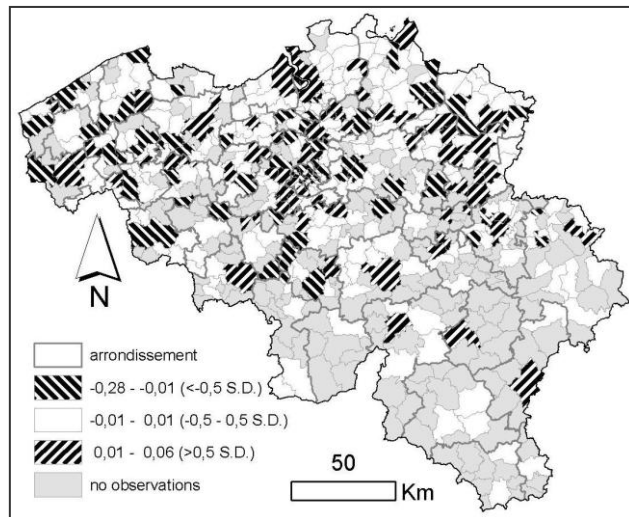 N
arrondissement
-0,28 - -0,01 (<-0,5 S.D.)
-0,01 - 0,01 (-0,5 - 0,5 S.D.)
0,01 - 0,06 (>0,5 S.D.)
no observations
50
Km